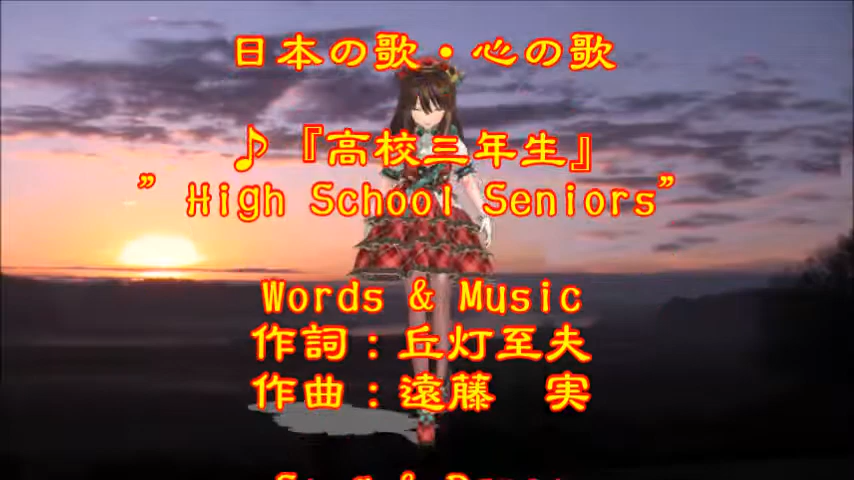 日本の歌・心の歌
♪『高校三年生』
”High School Seniors”
Words & Music
作詞：丘灯至夫
作曲：遠藤　実